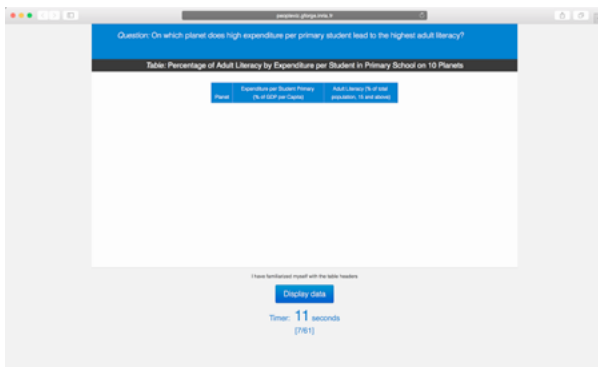 peopleviz.gforge.inria.fr
Question: On which planet does high expenditure per primary student lead to the highest adult literacy?
Table: Percentage of Adult Literacy by Expenditure per Student in Primary School on 10 Planets
Planet
Expenditure per Student Primary
(% of GDP per Capita)
Adult Literacy (% of total
population, 15 and above)
I have familiarized myself with the table headers
Display data
Timer: 11 seconds
[7/61]